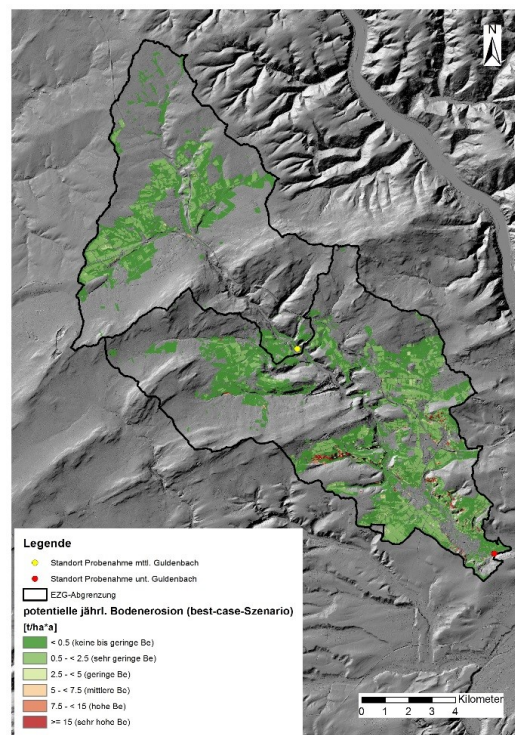 N
Legende
Standort Probenahme mttl. Guldenbach
Standort Probenahme unt. Guldenbach
EZG-Abgrenzung
potentielle jährl. Bodenerosion (best-case-Szenario)
[t/ha*a]
< 0.5 (keine bis geringe Be)
0.5 - < 2.5 (sehr geringe Be)
2.5 - < 5 (geringe Be)
5 - < 7.5 (mittlere Be)
7.5 - < 15 (hohe Be)
>= 15 (sehr hohe Be)
Kilometer
0 1 2 3 4